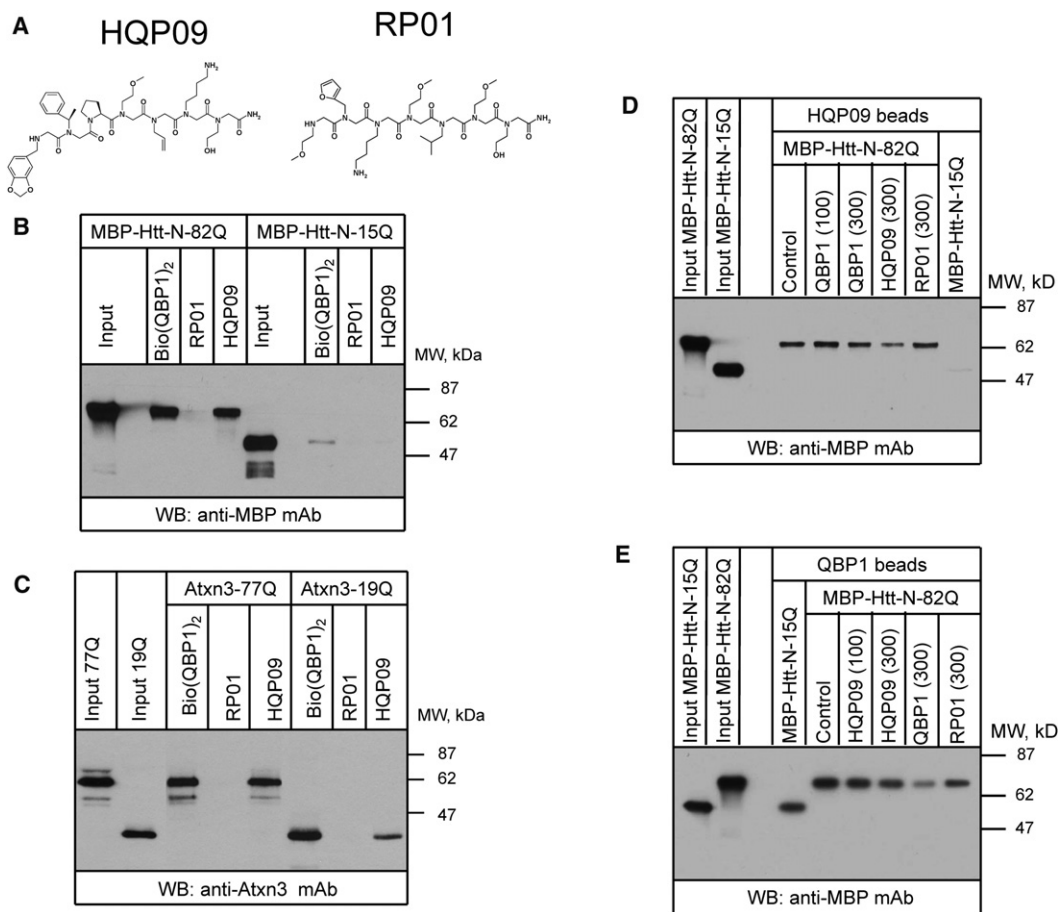 A
HQP09
RP01
NH₂
O
NH₂
HN
N
OH
NH₂
B
MBP-Htt-N-82Q MBP-Htt-N-15Q
Input Bio(QBP1)₂ RP01 HQP09 Input Bio(QBP1)₂ RP01 HQP09
MW, kDa
87
62
47
WB: anti-MBP mAb
C
Atxn3-77Q Atxn3-19Q
Input 77Q Input 19Q Bio(QBP1)₂ RP01 HQP09 Bio(QBP1)₂ RP01 HQP09
MW, kDa
87
62
47
WB: anti-Atxn3 mAb
D
HQP09 beads
MBP-Htt-N-82Q
Input MBP-Htt-N-82Q Input MBP-Htt-N-15Q Control QBP1 (100) QBP1 (300) HQP09 (300) RP01 (300) MBP-Htt-N-15Q
MW, kD
87
62
47
WB: anti-MBP mAb
E
QBP1 beads
MBP-Htt-N-82Q
Input MBP-Htt-N-15Q Input MBP-Htt-N-82Q MBP-Htt-N-15Q Control HQP09 (100) HQP09 (300) QBP1 (300) RP01 (300)
MW, kD
87
62
47
WB: anti-MBP mAb